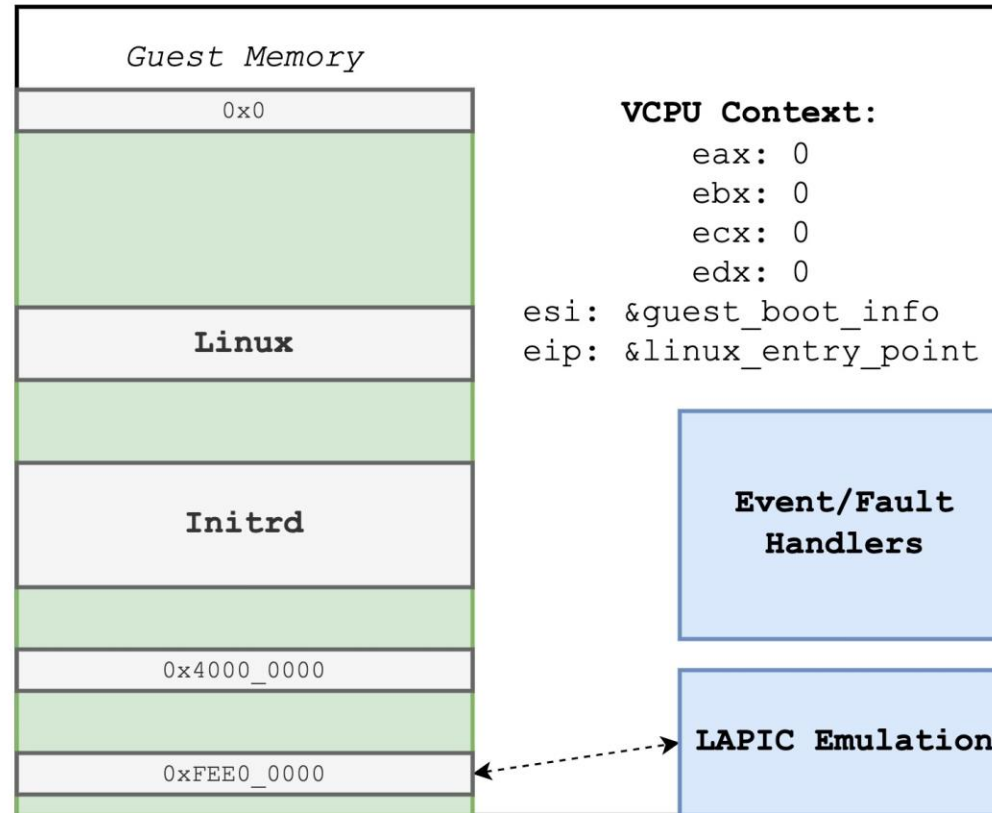 Guest Memory
0x0
Linux
Initrd
0x4000_0000
0xFEE0_0000
VCPU Context:
eax: 0
ebx: 0
ecx: 0
edx: 0
esi: &guest_boot_info
eip: &linux_entry_point
Event/Fault
Handlers
LAPIC Emulation